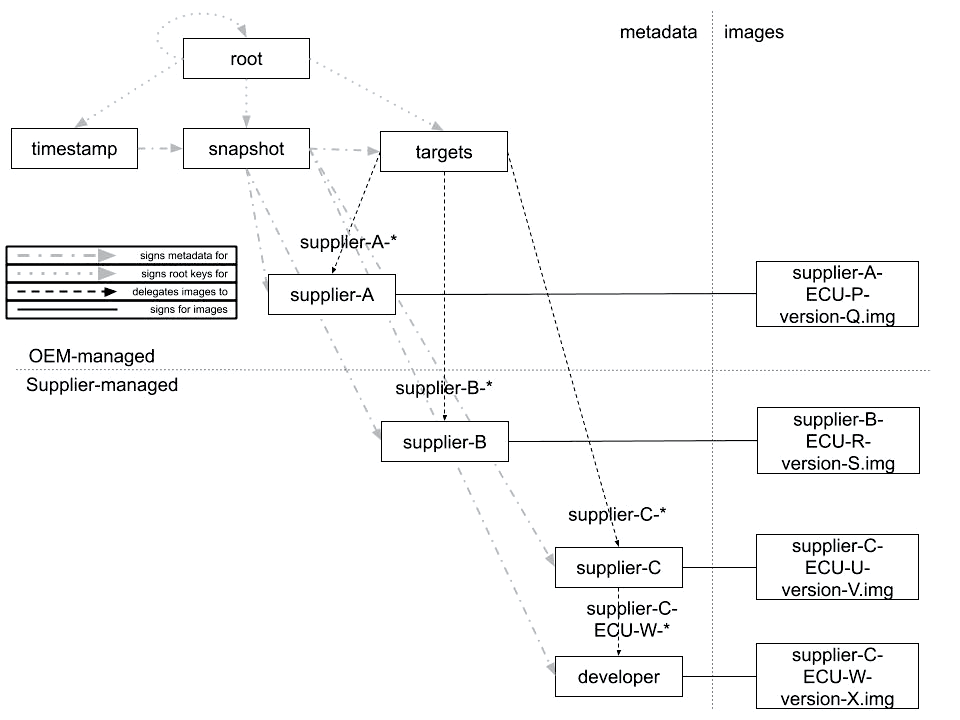 metadata
images
root
timestamp
snapshot
targets
supplier-A-*
signs metadata for
signs root keys for
delegates images to
signs for images
supplier-A
supplier-A-
ECU-P-
version-Q.img
OEM-managed
Supplier-managed
supplier-B-*
supplier-B
supplier-B-
ECU-R-
version-S.img
supplier-C-*
supplier-C
supplier-C-
ECU-U-
version-V.img
supplier-C-
ECU-W-*
developer
supplier-C-
ECU-W-
version-X.img